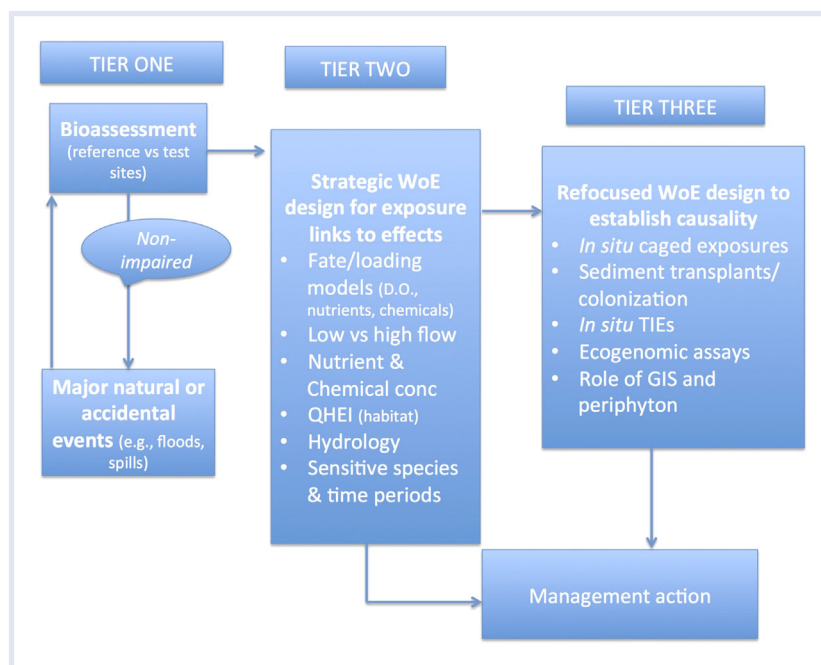 TIER ONE
Bioassessment
(reference vs test
sites)
Non-
impaired
Major natural or
accidental
events (e.g., floods,
spills)
TIER TWO
Strategic WoE
design for exposure
links to effects
• Fate/loading
models (D.O.,
nutrients, chemicals)
• Low vs high flow
• Nutrient &
Chemical conc
• QHEI (habitat)
• Hydrology
• Sensitive species
& time periods
TIER THREE
Refocused WoE design to
establish causality
• In situ caged exposures
• Sediment transplants/
colonization
• In situ TIEs
• Ecogenomic assays
• Role of GIS and
periphyton
Management action